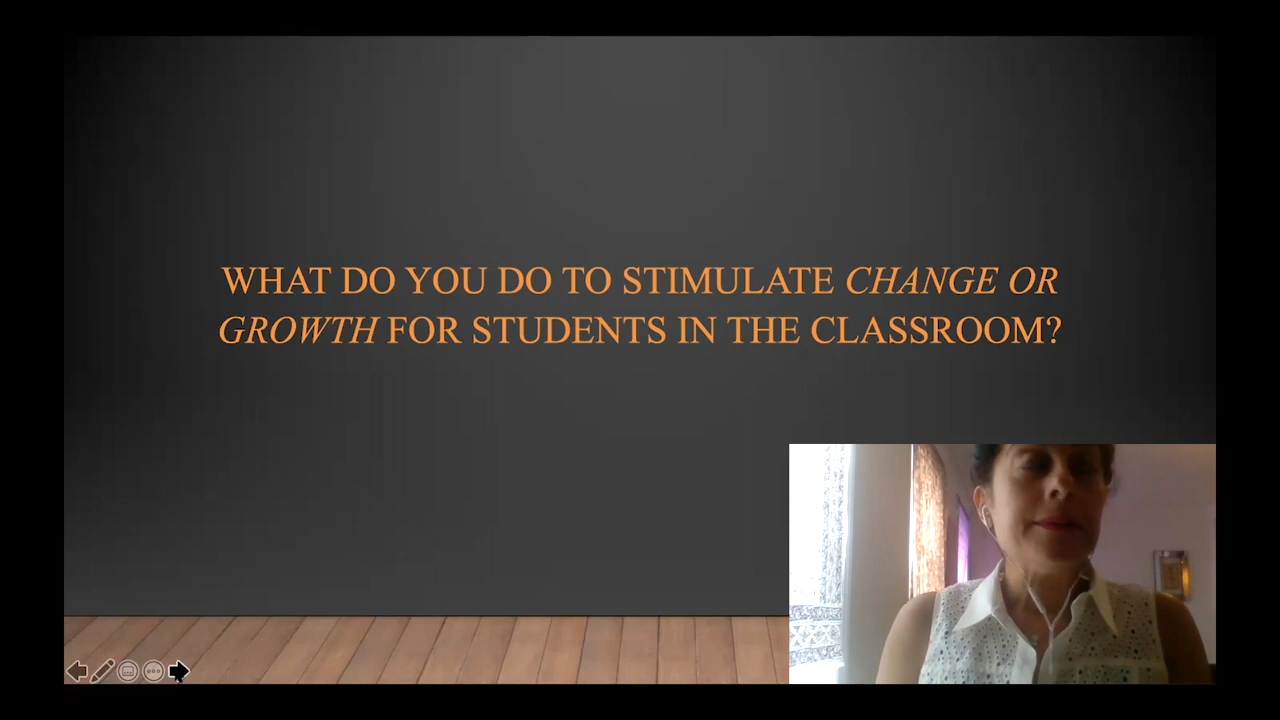 WHAT DO YOU DO TO STIMULATE CHANGE OR
GROWTH FOR STUDENTS IN THE CLASSROOM?